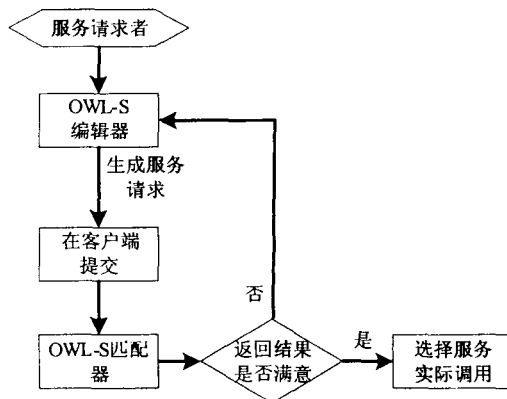 服务请求者
OWL-S
编辑器
生成服务
请求
在客户端
提交
否
OWL-S匹配
器
返回结果
是否满意
是
选择服务
实际调用